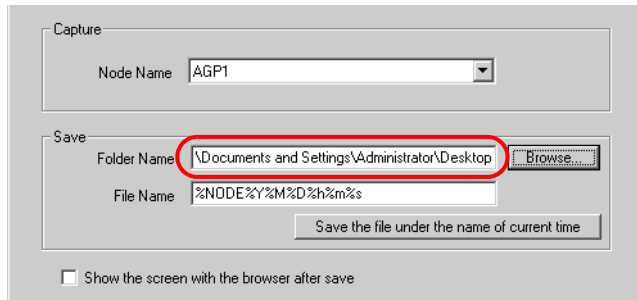 Capture
Node Name AGP1
Save
Folder Name \Documents and Settings\Administrator\Desktop Browse...
File Name %NODE%Y%M%D%h%m%s
Save the file under the name of current time
Show the screen with the browser after save